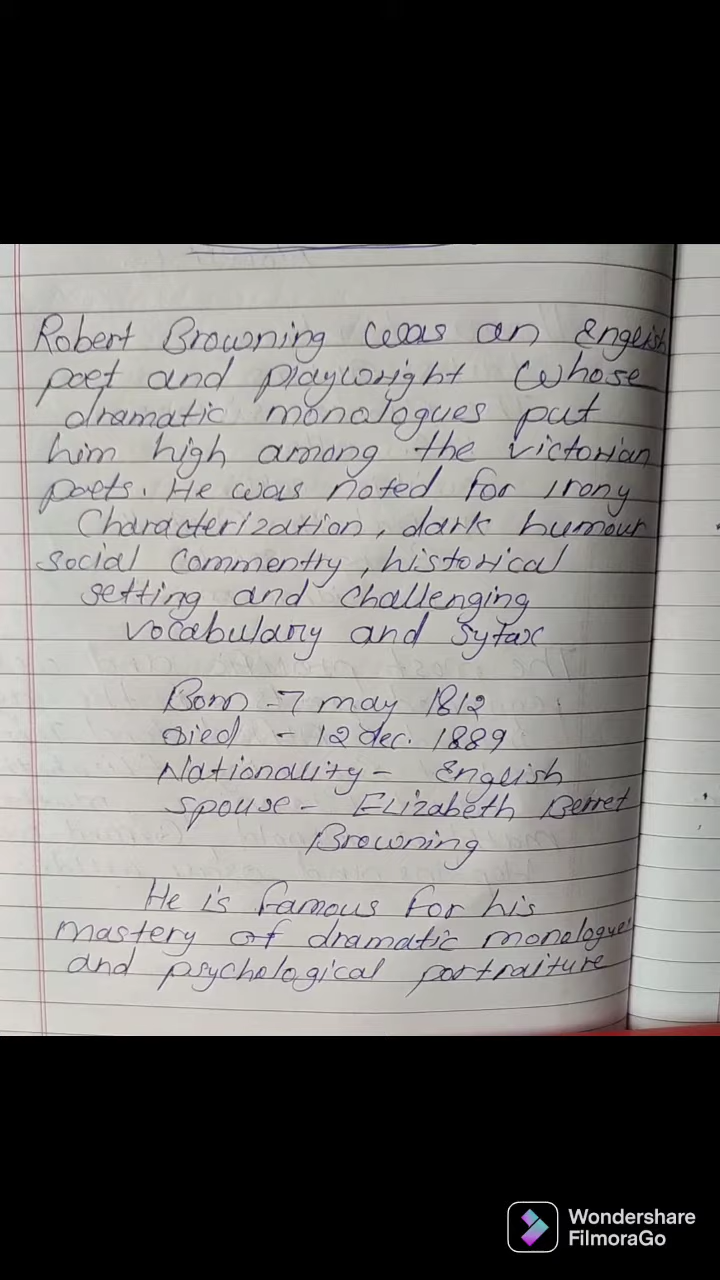 Robert Browning was an English
poet and playwright whose
dramatic monologues put
him high among the victorian
poets. He was noted for irony
Characterization, dark humour
social commentry, historical
setting and challenging
vocabulary and sytax
Born - 7 may 1812
Died - 12 dec. 1889
Nationality - English
spouse - Elizabeth Berret
Browning
He is famous for his
mastery of dramatic monologue
and psychological portraiture
Wondershare
FilmoraGo